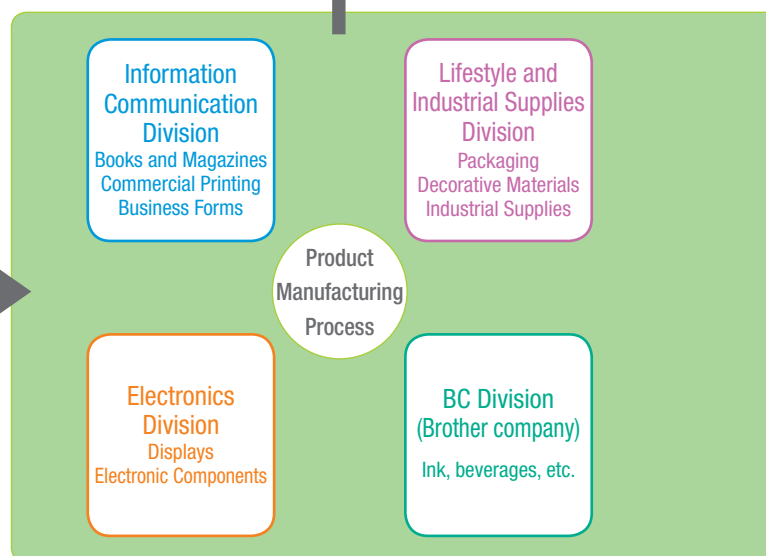 Information
Communication
Division
Books and Magazines
Commercial Printing
Business Forms
Lifestyle and
Industrial Supplies
Division
Packaging
Decorative Materials
Industrial Supplies
Product
Manufacturing
Process
Electronics
Division
Displays
Electronic Components
BC Division
(Brother company)
Ink, beverages, etc.